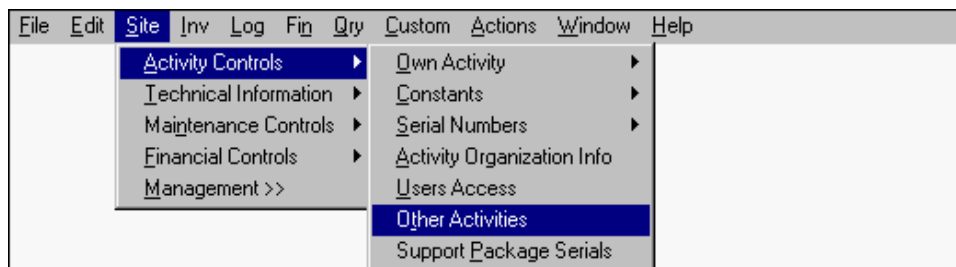 File Edit Site Inv Log Fin Qry Custom Actions Window Help
Activity Controls
Technical Information
Maintenance Controls
Financial Controls
Management >>
Own Activity
Constants
Serial Numbers
Activity Organization Info
Users Access
Other Activities
Support Package Serials